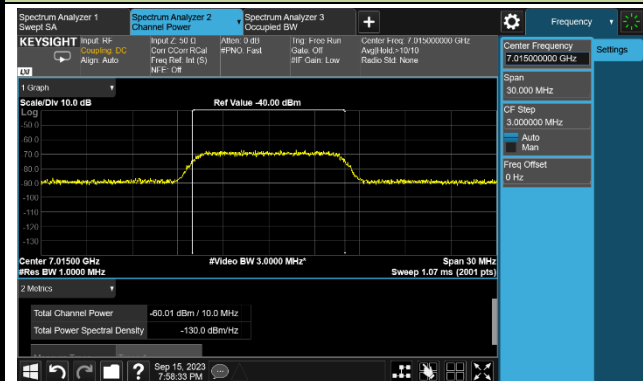 Spectrum Analyzer 1
Swept SA
Spectrum Analyzer 2
Channel Power
Spectrum Analyzer 3
Occupied BW
Frequency
KEYSIGHT
Input: RF
Coupling: DC
Align: Auto
Input Z: 50 Ω
Corr CCorr RCal
Freq Ref: Int (S)
NFE: Off
Atten: 0 dB
#PNO: Fast
Trig: Free Run
Gate: Off
#IF Gain: Low
Center Freq: 7.015000000 GHz
Avg|Hold:>10/10
Radio Std: None
LXI
Center Frequency
7.015000000 GHz
Settings
Span
30.000 MHz
CF Step
3.000000 MHz
Auto
Man
Freq Offset
0 Hz
1 Graph
Scale/Div 10.0 dB
Ref Value -40.00 dBm
Log
-50.0
-60.0
-70.0
-80.0
-90.0
-100
-110
-120
-130
Center 7.01500 GHz
#Video BW 3.0000 MHz*
Span 30 MHz
#Res BW 1.0000 MHz
Sweep 1.07 ms (2001 pts)
2 Metrics
Total Channel Power -60.01 dBm / 10.0 MHz
Total Power Spectral Density -130.0 dBm/Hz
Sep 15, 2023
7:58:33 PM